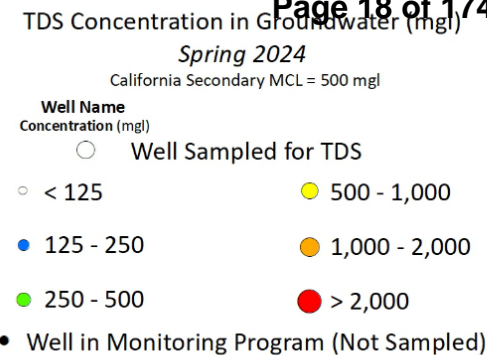 Page 18 of 174
TDS Concentration in Groundwater (mgl)
Spring 2024
California Secondary MCL = 500 mgl
Well Name
Concentration (mgl)
Well Sampled for TDS
< 125
500 - 1,000
125 - 250
1,000 - 2,000
250 - 500
> 2,000
Well in Monitoring Program (Not Sampled)